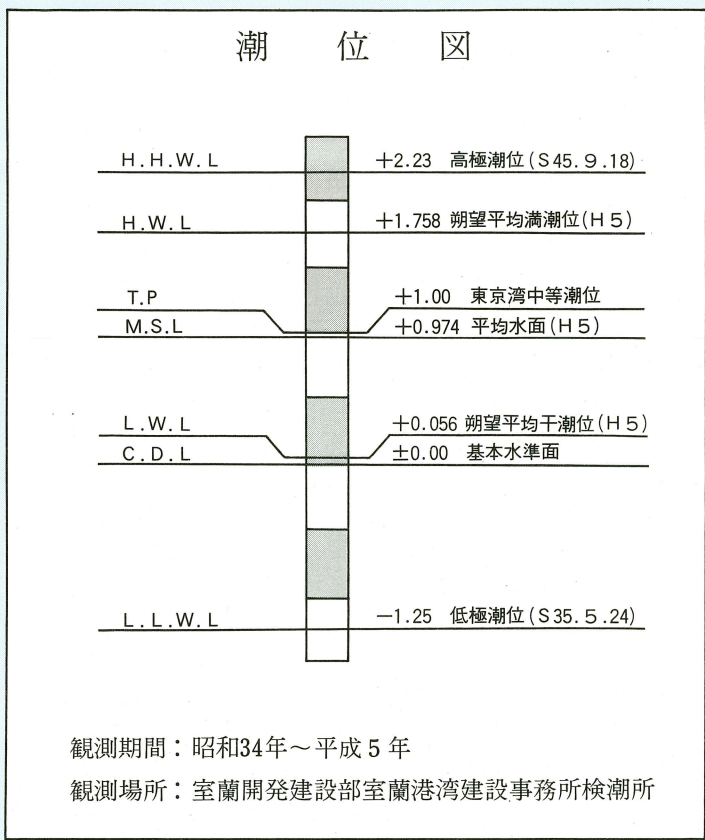 潮位図
H.H.W.L +2.23 高極潮位(S45.9.18)
H.W.L +1.758 朔望平均満潮位(H5)
T.P +1.00 東京湾中等潮位
M.S.L +0.974 平均水面(H5)
L.W.L +0.056 朔望平均干潮位(H5)
C.D.L ±0.00 基本水準面
L.L.W.L −1.25 低極潮位(S35.5.24)
観測期間：昭和34年～平成5年
観測場所：室蘭開発建設部室蘭港湾建設事務所検潮所